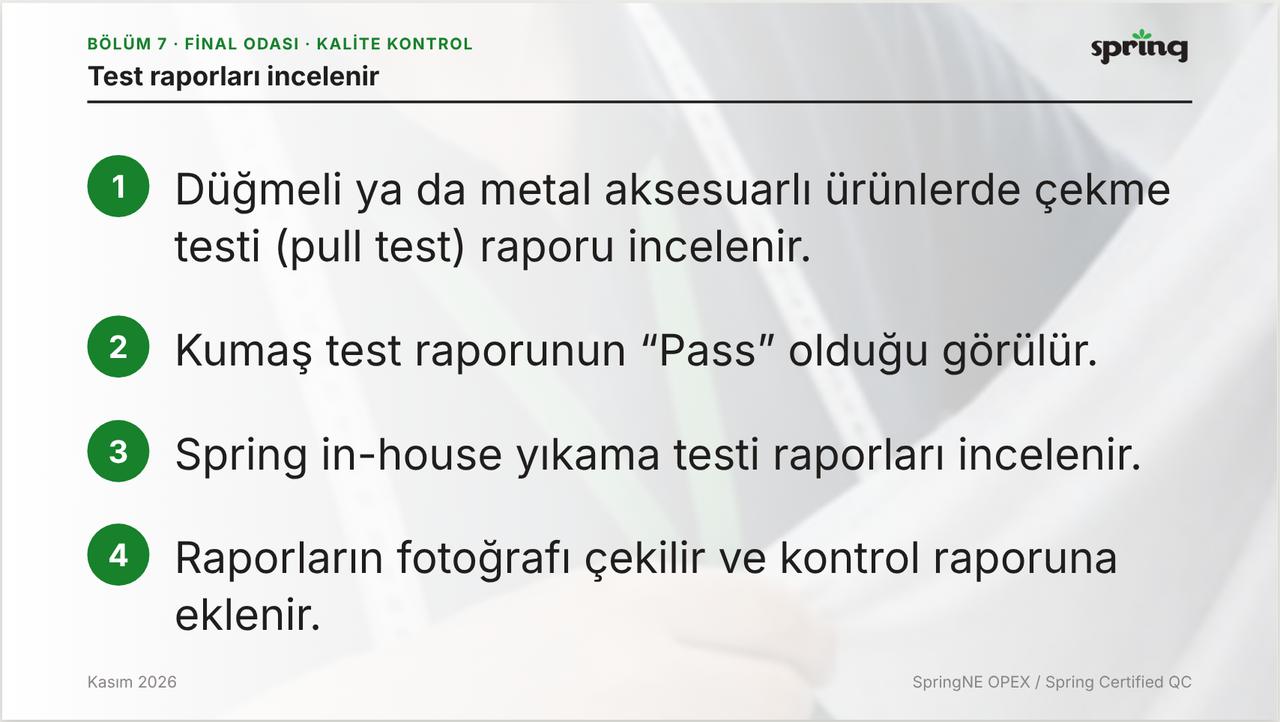 BÖLÜM 7 · FİNAL ODASI · KALİTE KONTROL
Test raporları incelenir
spring
1 Düğmeli ya da metal aksesuarlı ürünlerde çekme
testi (pull test) raporu incelenir.
2 Kumaş test raporunun “Pass” olduğu görülür.
3 Spring in-house yıkama testi raporları incelenir.
4 Raporların fotoğrafı çekilir ve kontrol raporuna
eklenir.
Kasım 2026
SpringNE OPEX / Spring Certified QC